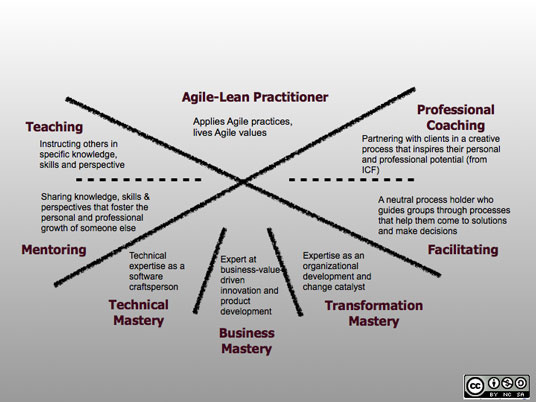 Agile-Lean Practitioner
Applies Agile practices,
lives Agile values
Teaching
Instructing others in
specific knowledge,
skills and perspective
Professional
Coaching
Partnering with clients in a creative
process that inspires their personal
and professional potential (from
ICF)
Sharing knowledge, skills &
perspectives that foster the
personal and professional
growth of someone else
Mentoring
A neutral process holder who
guides groups through processes
that help them come to solutions
and make decisions
Facilitating
Technical
expertise as a
software
craftsperson
Technical
Mastery
Expert at
business-value-
driven
innovation and
product
development
Business
Mastery
Expertise as an
organizational
development and
change catalyst
Transformation
Mastery
cc
BY NC SA